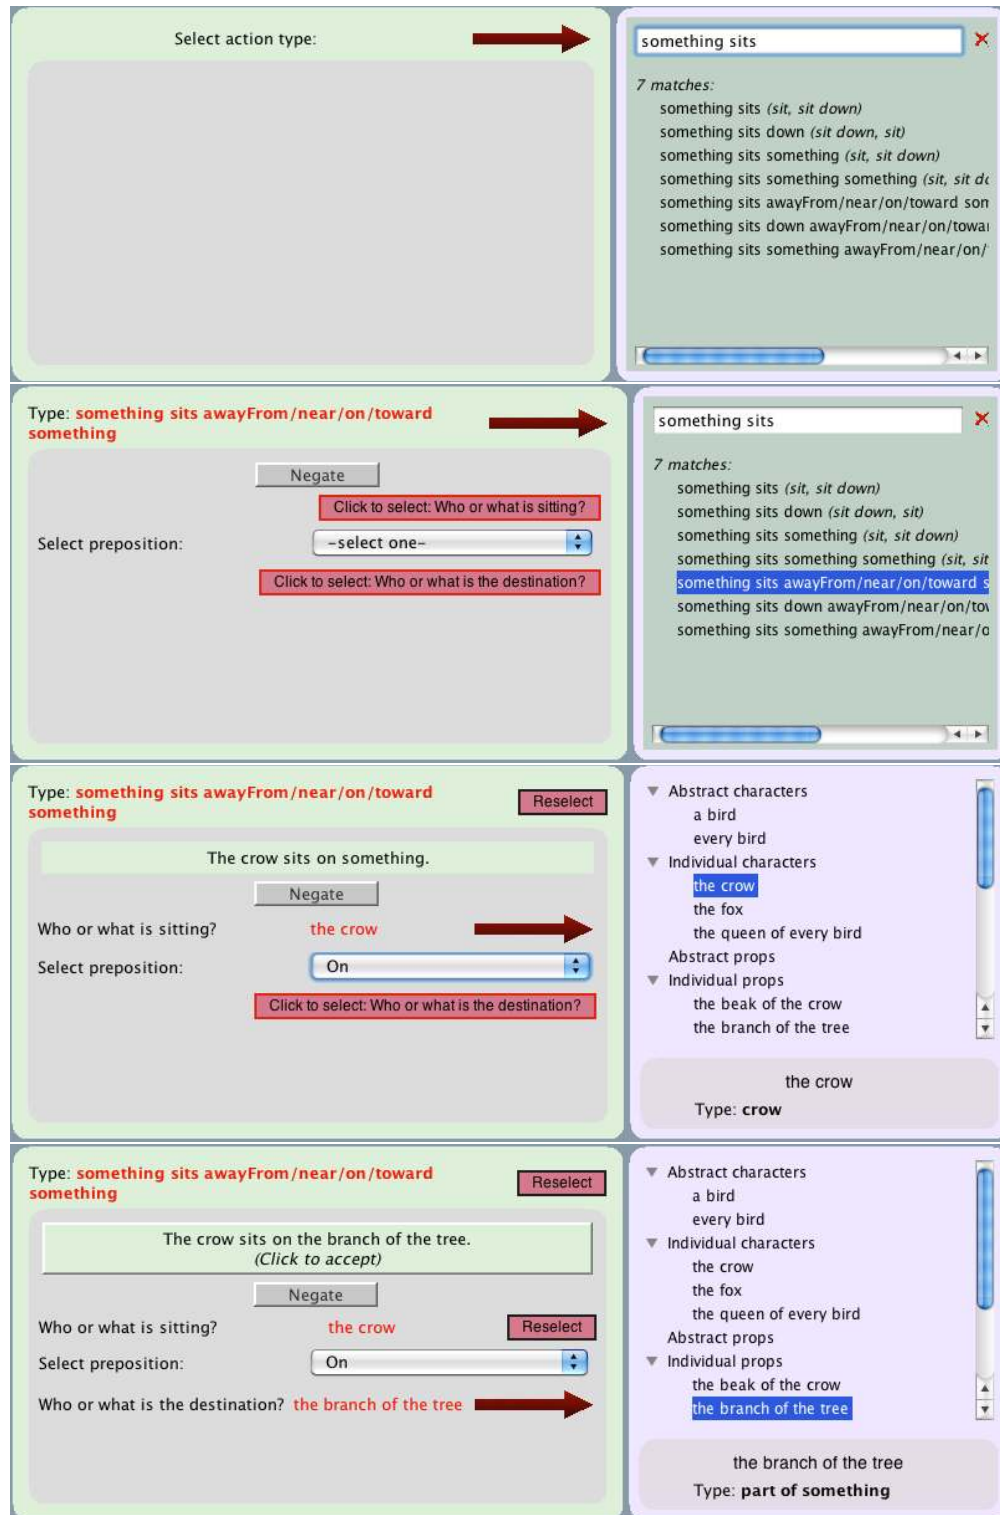 Select action type:
something sits
7 matches:
something sits (sit, sit down)
something sits down (sit down, sit)
something sits something (sit, sit down)
something sits something something (sit, sit do
something sits awayFrom/near/on/toward som
something sits down awayFrom/near/on/towar
something sits something awayFrom/near/on/
Type: something sits awayFrom/near/on/toward
something
Negate
Click to select: Who or what is sitting?
Select preposition:
-select one-
Click to select: Who or what is the destination?
something sits
7 matches:
something sits (sit, sit down)
something sits down (sit down, sit)
something sits something (sit, sit down)
something sits something something (sit, sit
something sits awayFrom/near/on/toward s
something sits down awayFrom/near/on/tow
something sits something awayFrom/near/o
Type: something sits awayFrom/near/on/toward
something
Reselect
The crow sits on something.
Negate
Who or what is sitting? the crow
Select preposition: On
Click to select: Who or what is the destination?
Abstract characters
a bird
every bird
Individual characters
the crow
the fox
the queen of every bird
Abstract props
Individual props
the beak of the crow
the branch of the tree
the crow
Type: crow
Type: something sits awayFrom/near/on/toward
something
Reselect
The crow sits on the branch of the tree.
(Click to accept)
Negate
Who or what is sitting? the crow Reselect
Select preposition: On
Who or what is the destination? the branch of the tree
Abstract characters
a bird
every bird
Individual characters
the crow
the fox
the queen of every bird
Abstract props
Individual props
the beak of the crow
the branch of the tree
the branch of the tree
Type: part of something